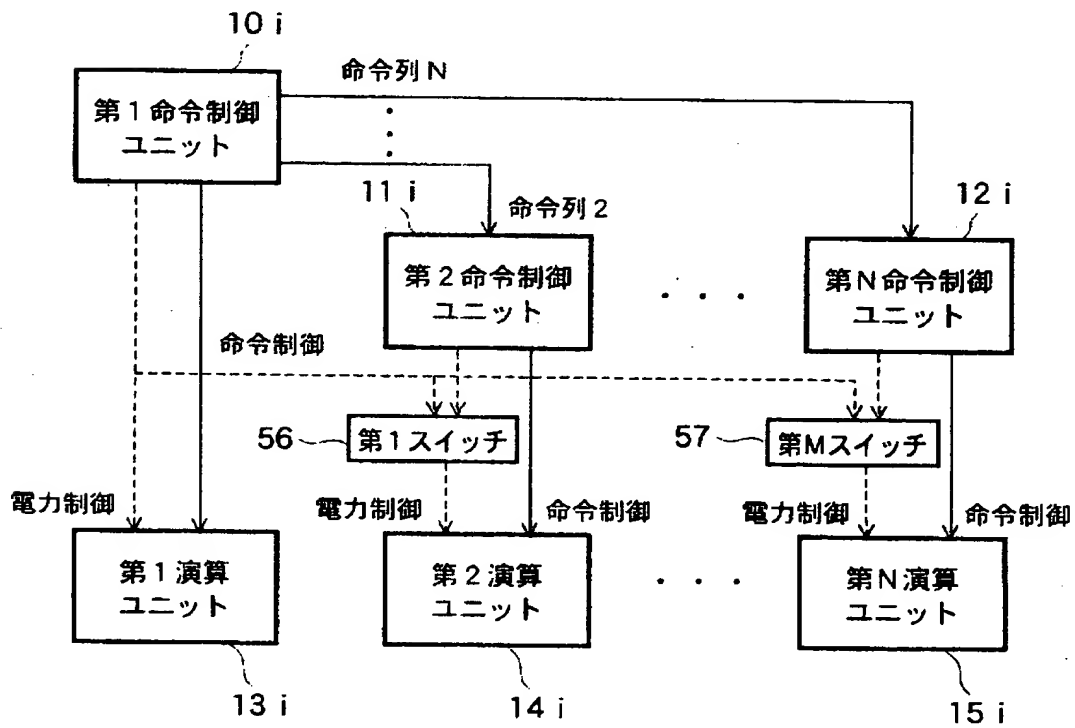 10 i
命令列N
第1命令制御
ユニット
11 i
命令列2
12 i
第2命令制御
ユニット
第N命令制御
ユニット
命令制御
56
第1スイッチ
57
第Mスイッチ
電力制御
電力制御
命令制御
電力制御
命令制御
第1演算
ユニット
第2演算
ユニット
第N演算
ユニット
13 i
14 i
15 i